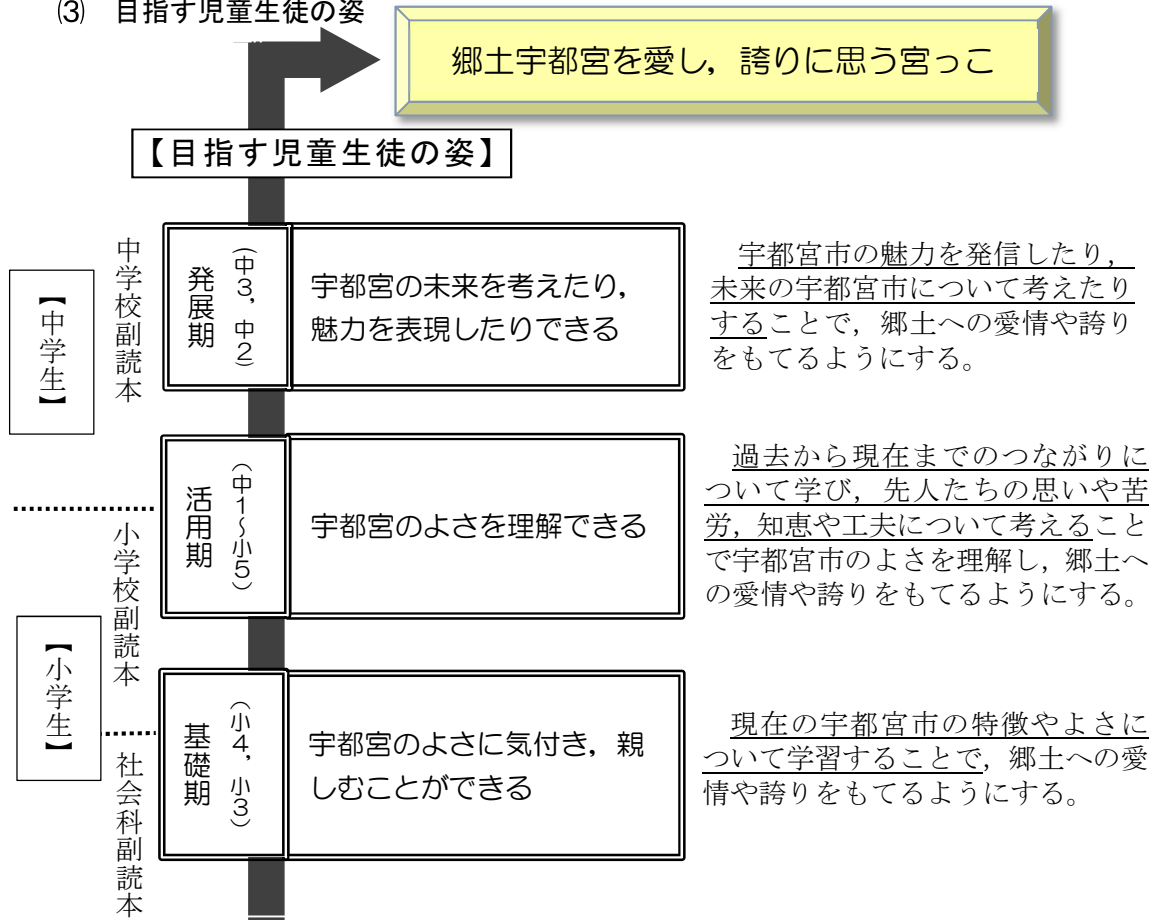 ⑶　目指す児童生徒の姿
郷土宇都宮を愛し，誇りに思う宮っこ
【目指す児童生徒の姿】
【中学生】
中学校副読本
発展期
（中３，中２）
宇都宮の未来を考えたり，
魅力を表現したりできる
宇都宮市の魅力を発信したり，
未来の宇都宮市について考えたり
することで，郷土への愛情や誇り
をもてるようにする。
活用期
（中１～小５）
宇都宮のよさを理解できる
過去から現在までのつながりに
ついて学び，先人たちの思いや苦
労，知恵や工夫について考えること
で宇都宮市のよさを理解し，郷土へ
の愛情や誇りをもてるようにする。
小学校副読本
【小学生】
基礎期
（小４，小３）
宇都宮のよさに気付き，親
しむことができる
現在の宇都宮市の特徴やよさに
ついて学習することで，郷土への愛
情や誇りをもてるようにする。
社会科副読本